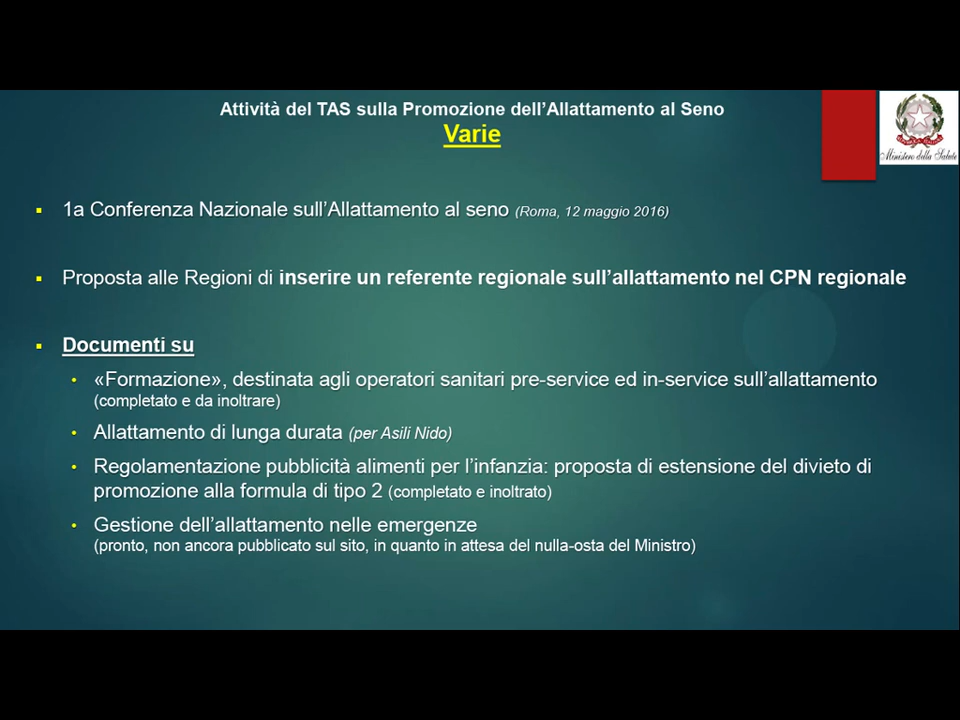 Attività del TAS sulla Promozione dell'Allattamento al Seno
Varie
Ministero della Salute
▪ 1a Conferenza Nazionale sull'Allattamento al seno (Roma, 12 maggio 2016)
▪ Proposta alle Regioni di inserire un referente regionale sull'allattamento nel CPN regionale
▪ Documenti su
• «Formazione», destinata agli operatori sanitari pre-service ed in-service sull'allattamento
(completato e da inoltrare)
• Allattamento di lunga durata (per Asili Nido)
• Regolamentazione pubblicità alimenti per l'infanzia: proposta di estensione del divieto di
promozione alla formula di tipo 2 (completato e inoltrato)
• Gestione dell'allattamento nelle emergenze
(pronto, non ancora pubblicato sul sito, in quanto in attesa del nulla-osta del Ministro)